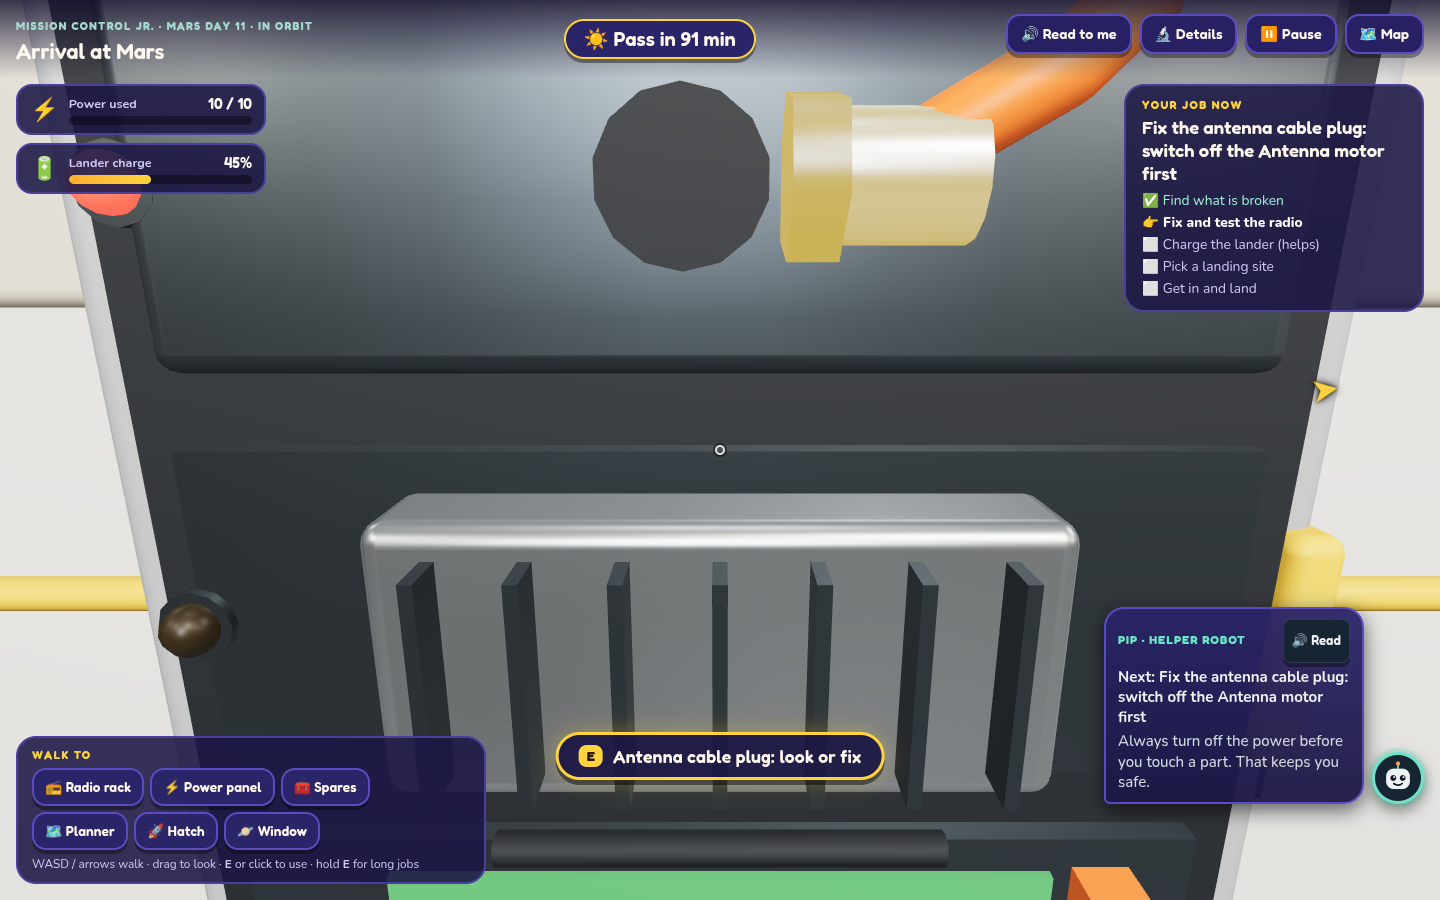 MISSION CONTROL JR. · MARS DAY 11 · IN ORBIT
Arrival at Mars
Pass in 91 min
Read to me
Details
Pause
Map
Power used 10 / 10
Lander charge 45%
YOUR JOB NOW
Fix the antenna cable plug:
switch off the Antenna motor
first
Find what is broken
Fix and test the radio
Charge the lander (helps)
Pick a landing site
Get in and land
E Antenna cable plug: look or fix
PIP · HELPER ROBOT
Read
Next: Fix the antenna cable plug:
switch off the Antenna motor
first
Always turn off the power before
you touch a part. That keeps you
safe.
WALK TO
Radio rack
Power panel
Spares
Planner
Hatch
Window
WASD / arrows walk · drag to look · E or click to use · hold E for long jobs